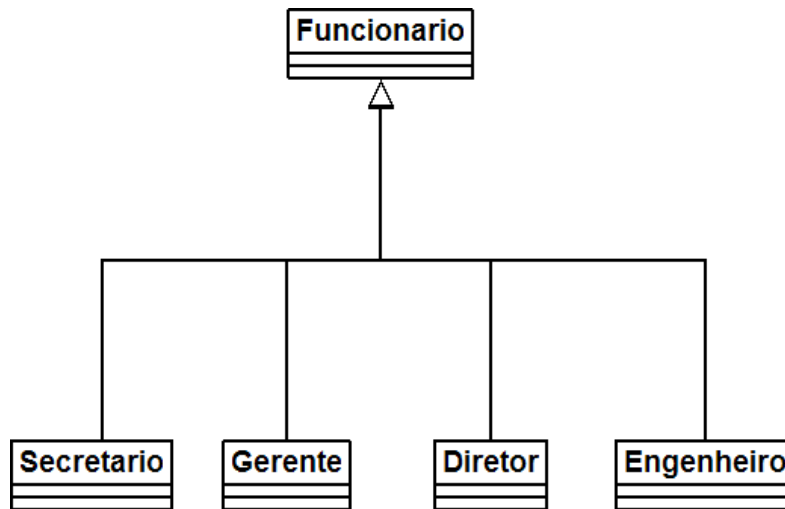 Funcionario
Secretario
Gerente
Diretor
Engenheiro